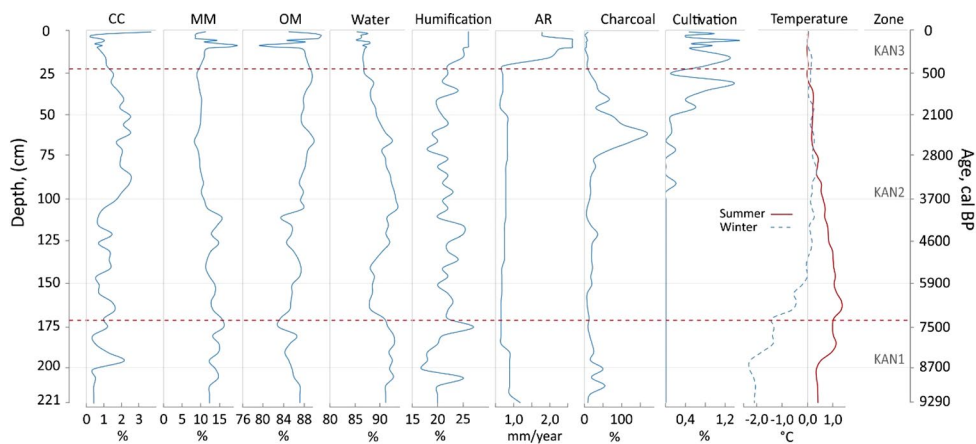 CC MM OM Water Humification AR Charcoal Cultivation Temperature Zone
0 0
KAN3
25 500
50 2100
75 2800
KAN2
100 3700
Summer
Winter
125 4600
150 5900
175 7500
KAN1
200 8700
221 9290
Depth, (cm)
Age, cal BP
0 1 2 3 0 5 10 15 76 80 84 88 80 85 90 15 20 25 0 1,0 2,0 0 100 0,4 1,2 -2,0 0 1,0
% % % % % mm/year % % °C